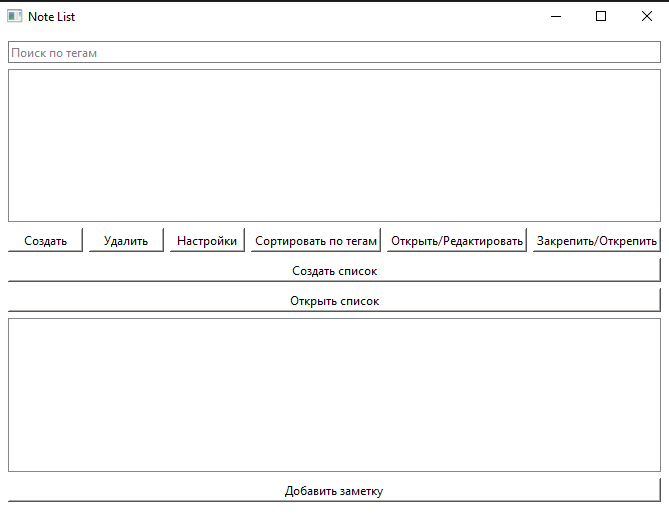 Note List
Поиск по тегам
Создать Удалить Настройки Сортировать по тегам Открыть/Редактировать Закрепить/Открепить
Создать список
Открыть список
Добавить заметку